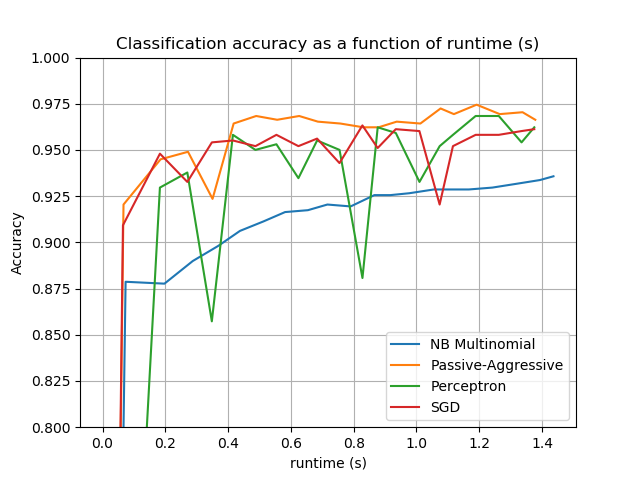 Classification accuracy as a function of runtime (s)
1.000
0.975
0.950
0.925
0.900
0.875
0.850
0.825
0.800
Accuracy
0.0 0.2 0.4 0.6 0.8 1.0 1.2 1.4
runtime (s)
NB Multinomial
Passive-Aggressive
Perceptron
SGD